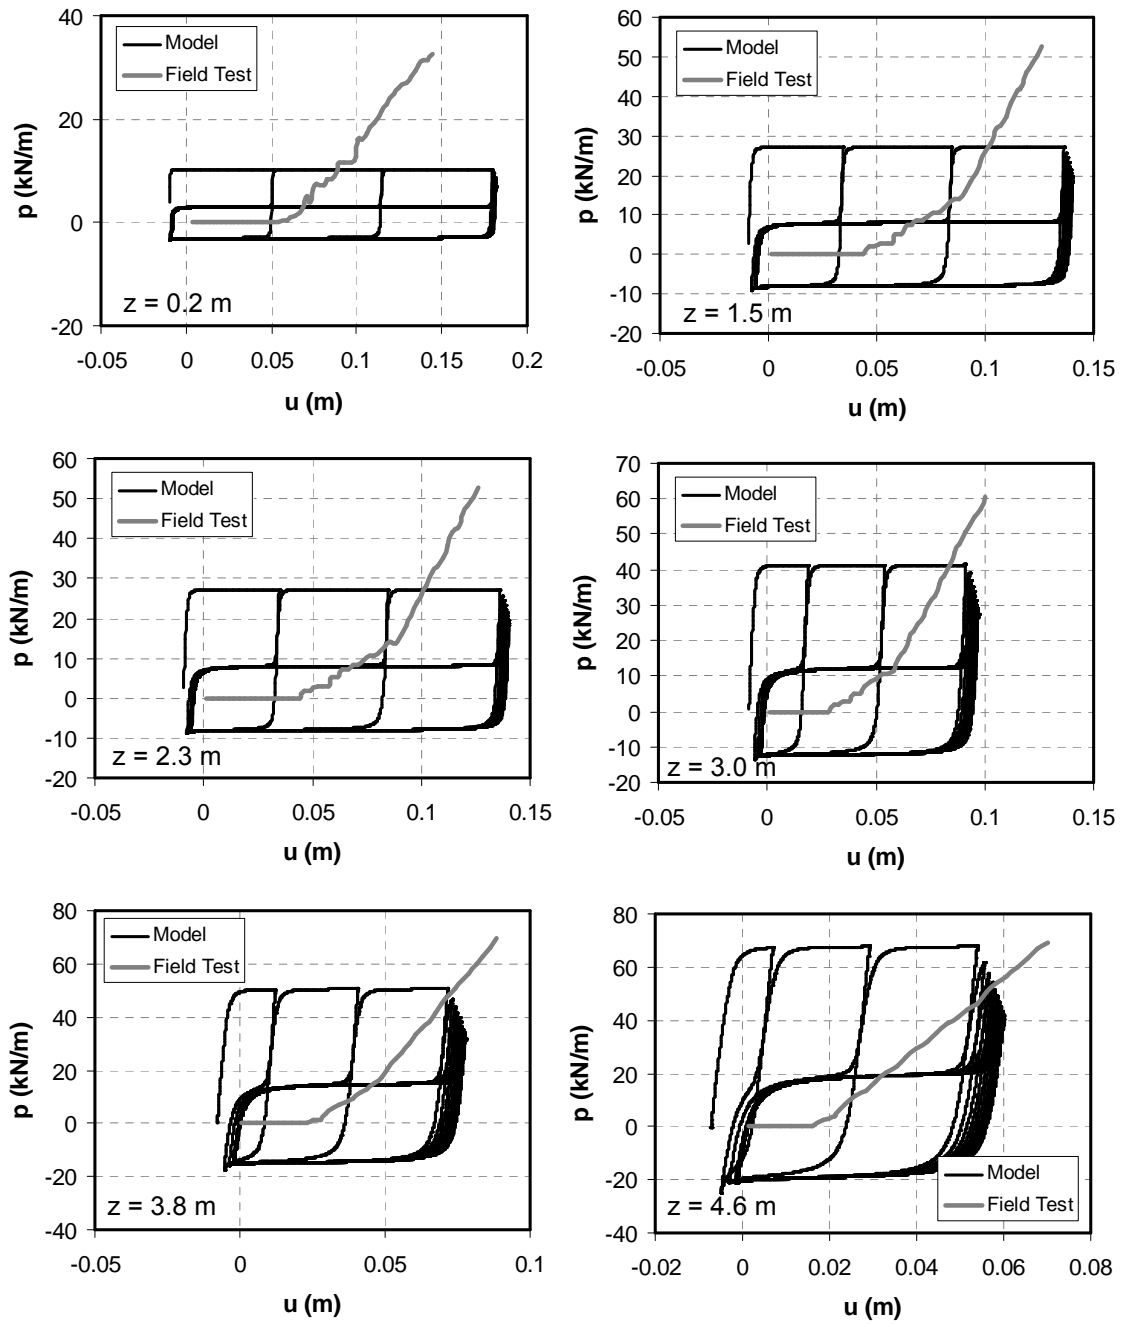 40
20
0
-20
p (kN/m)
Model
Field Test
z = 0.2 m
-0.05 0 0.05 0.1 0.15 0.2
u (m)
60
50
40
30
20
10
0
-10
-20
p (kN/m)
Model
Field Test
z = 1.5 m
-0.05 0 0.05 0.1 0.15
u (m)
60
50
40
30
20
10
0
-10
-20
p (kN/m)
Model
Field Test
z = 2.3 m
-0.05 0 0.05 0.1 0.15
u (m)
70
60
50
40
30
20
10
0
-10
-20
p (kN/m)
Model
Field Test
z = 3.0 m
-0.05 0 0.05 0.1 0.15
u (m)
80
60
40
20
0
-20
-40
p (kN/m)
Model
Field Test
z = 3.8 m
-0.05 0 0.05 0.1
u (m)
80
60
40
20
0
-20
-40
p (kN/m)
Model
Field Test
z = 4.6 m
-0.02 0 0.02 0.04 0.06 0.08
u (m)